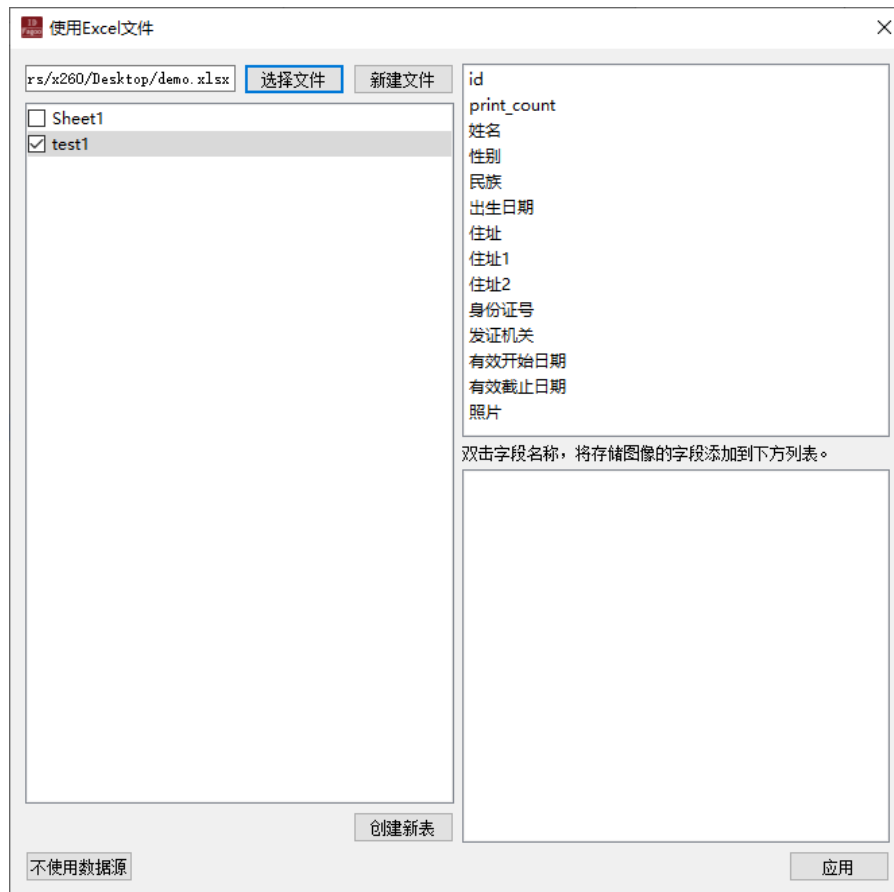 使用Excel文件
rs/x260/Desktop/demo.xlsx
选择文件
新建文件
Sheet1
test1
id
print_count
姓名
性别
民族
出生日期
住址
住址1
住址2
身份证号
发证机关
有效开始日期
有效截止日期
照片
双击字段名称，将存储图像的字段添加到下方列表。
创建新表
不使用数据源
应用